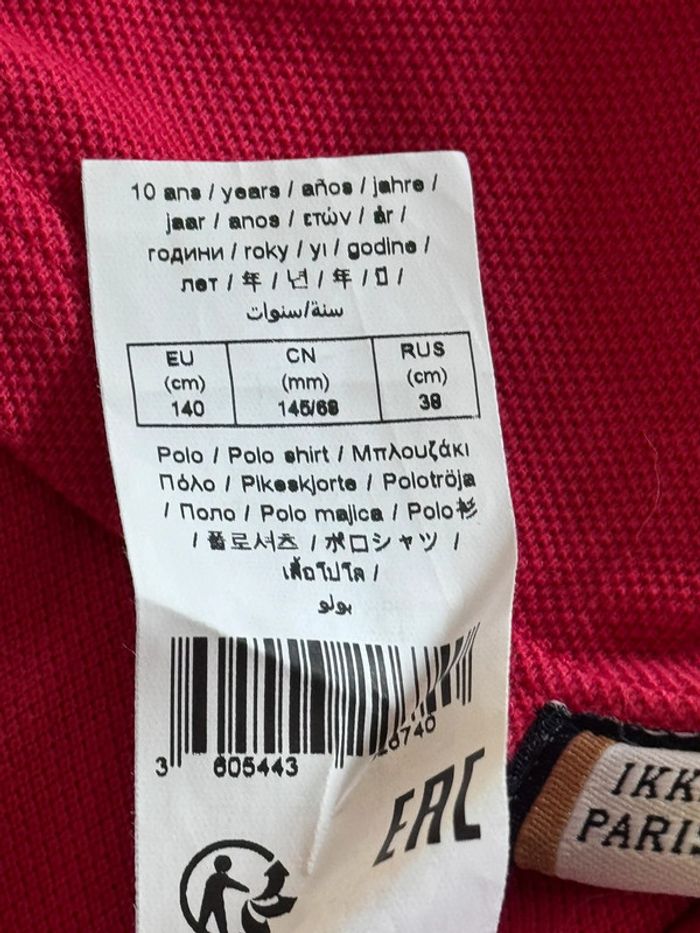 10 ans / years / años / jahre /
jaar / anos / ετών / år /
години / roky / yı / godine /
лет / 年 / 년 / 年 / ปี /
سنة/سنوات
EU CN RUS
(cm) (mm) (cm)
140 145/68 38
Polo / Polo shirt / Μπλουζάκι
Πόλο / Pikeskjorte / Polotröja
/ Поло / Polo majica / Polo衫
/ 폴로셔츠 / ポロシャツ /
เสื้อโปโล /
بولو
3 605443 26740
EAC
IKK
PARIS